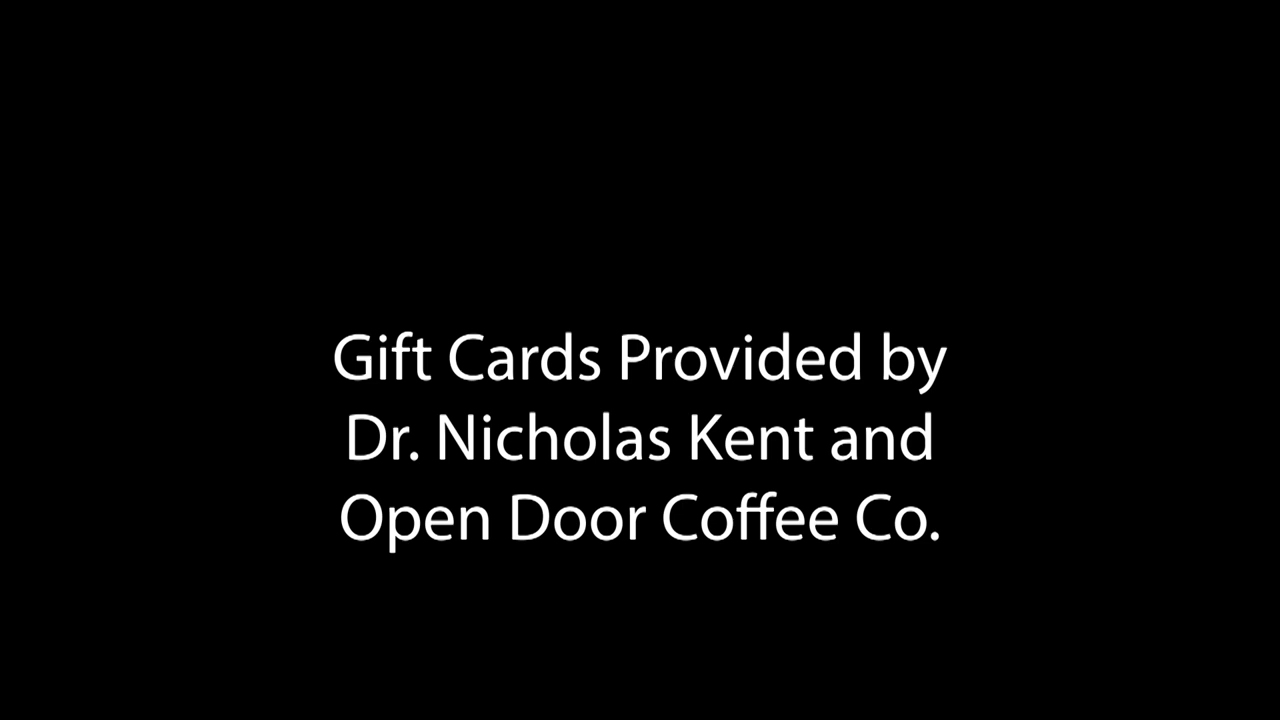 Gift Cards Provided by
Dr. Nicholas Kent and
Open Door Coffee Co.